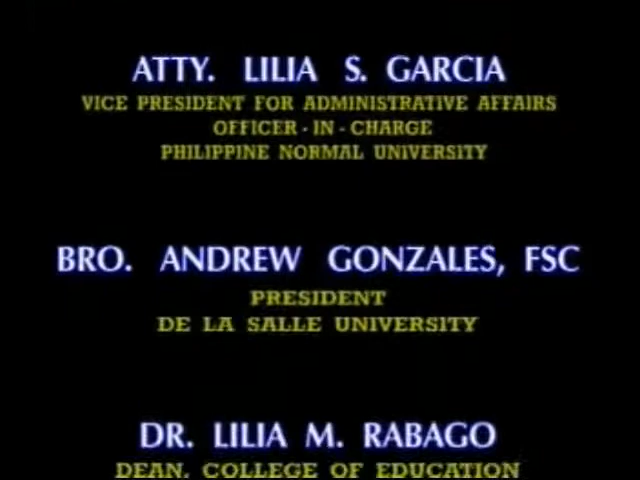 ATTY. LILIA S. GARCIA
VICE PRESIDENT FOR ADMINISTRATIVE AFFAIRS
OFFICER - IN - CHARGE
PHILIPPINE NORMAL UNIVERSITY
BRO. ANDREW GONZALES, FSC
PRESIDENT
DE LA SALLE UNIVERSITY
DR. LILIA M. RABAGO
DEAN, COLLEGE OF EDUCATION